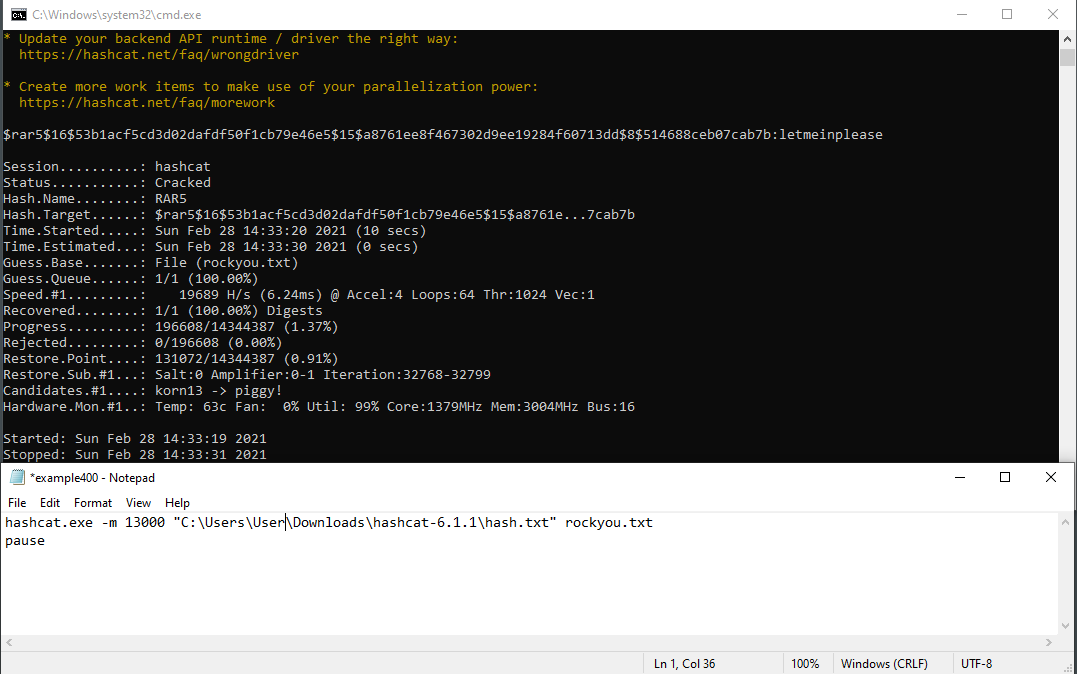 C:\Windows\system32\cmd.exe
* Update your backend API runtime / driver the right way:
  https://hashcat.net/faq/wrongdriver
* Create more work items to make use of your parallelization power:
  https://hashcat.net/faq/morework
$rar5$16$53b1acf5cd3d02dafdf50f1cb79e46e5$15$a8761ee8f467302d9ee19284f60713dd$8$514688ceb07cab7b:letmeinplease
Session..........: hashcat
Status...........: Cracked
Hash.Name........: RAR5
Hash.Target......: $rar5$16$53b1acf5cd3d02dafdf50f1cb79e46e5$15$a8761e...7cab7b
Time.Started.....: Sun Feb 28 14:33:20 2021 (10 secs)
Time.Estimated...: Sun Feb 28 14:33:30 2021 (0 secs)
Guess.Base.......: File (rockyou.txt)
Guess.Queue......: 1/1 (100.00%)
Speed.#1.........:    19689 H/s (6.24ms) @ Accel:4 Loops:64 Thr:1024 Vec:1
Recovered........: 1/1 (100.00%) Digests
Progress.........: 196608/14344387 (1.37%)
Rejected.........: 0/196608 (0.00%)
Restore.Point....: 131072/14344387 (0.91%)
Restore.Sub.#1...: Salt:0 Amplifier:0-1 Iteration:32768-32799
Candidates.#1....: korn13 -> piggy!
Hardware.Mon.#1..: Temp: 63c Fan:  0% Util: 99% Core:1379MHz Mem:3004MHz Bus:16
Started: Sun Feb 28 14:33:19 2021
Stopped: Sun Feb 28 14:33:31 2021
*example400 - Notepad
File Edit Format View Help
hashcat.exe -m 13000 "C:\Users\User\Downloads\hashcat-6.1.1\hash.txt" rockyou.txt
pause
Ln 1, Col 36 100% Windows (CRLF) UTF-8